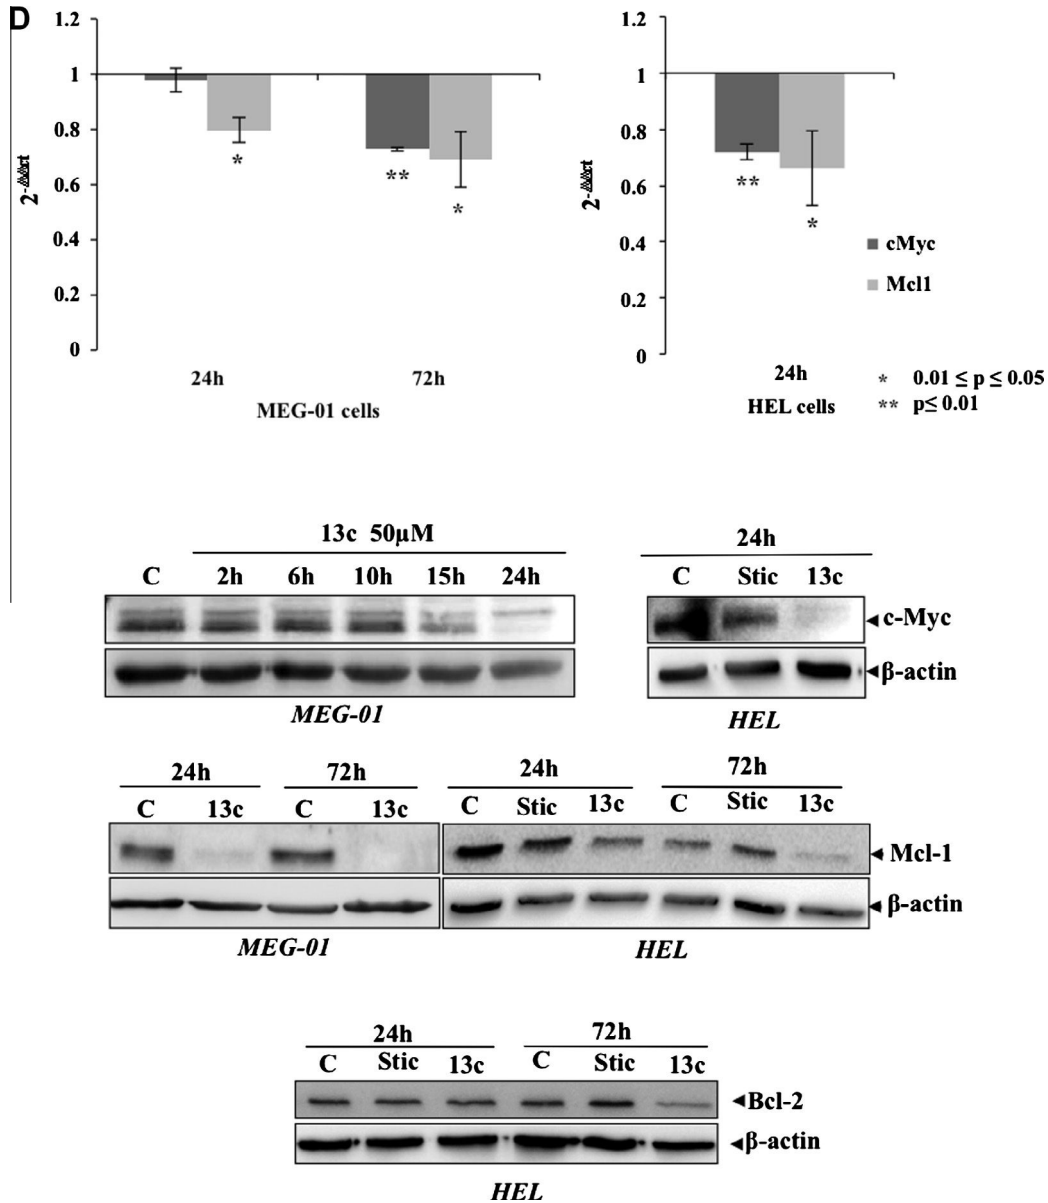 D
1.2
1
0.8
0.6
0.4
0.2
0
2-ΔΔct
*
**
*
24h
72h
MEG-01 cells
1.2
1
0.8
0.6
0.4
0.2
0
2-ΔΔct
**
*
cMyc
Mcl1
24h
HEL cells
* 0.01 ≤ p ≤ 0.05
** p≤ 0.01
13c 50μM
C 2h 6h 10h 15h 24h
MEG-01
24h
C Stic 13c
c-Myc
β-actin
HEL
24h 72h
C 13c C 13c
MEG-01
24h 72h
C Stic 13c C Stic 13c
Mcl-1
β-actin
HEL
24h 72h
C Stic 13c C Stic 13c
Bcl-2
β-actin
HEL